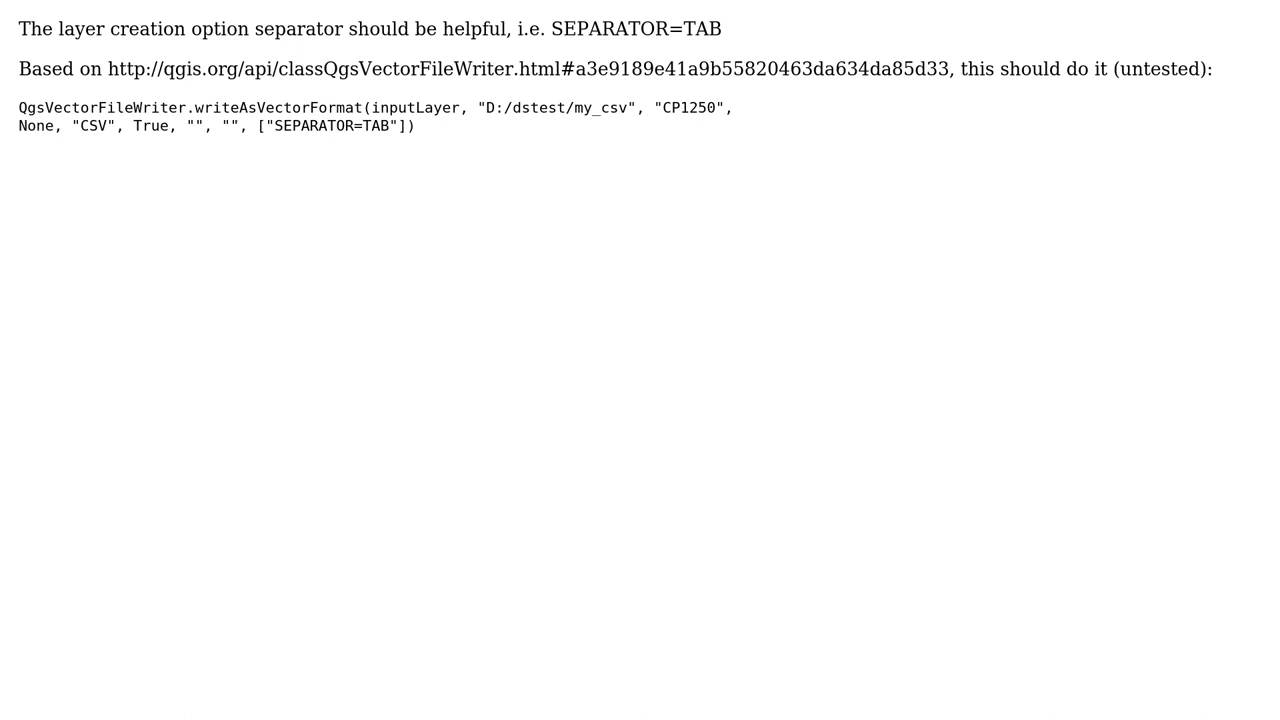 The layer creation option separator should be helpful, i.e. SEPARATOR=TAB
Based on http://qgis.org/api/classQgsVectorFileWriter.html#a3e9189e41a9b55820463da634da85d33, this should do it (untested):
QgsVectorFileWriter.writeAsVectorFormat(inputLayer, "D:/dstest/my_csv", "CP1250",
None, "CSV", True, "", "", ["SEPARATOR=TAB"])